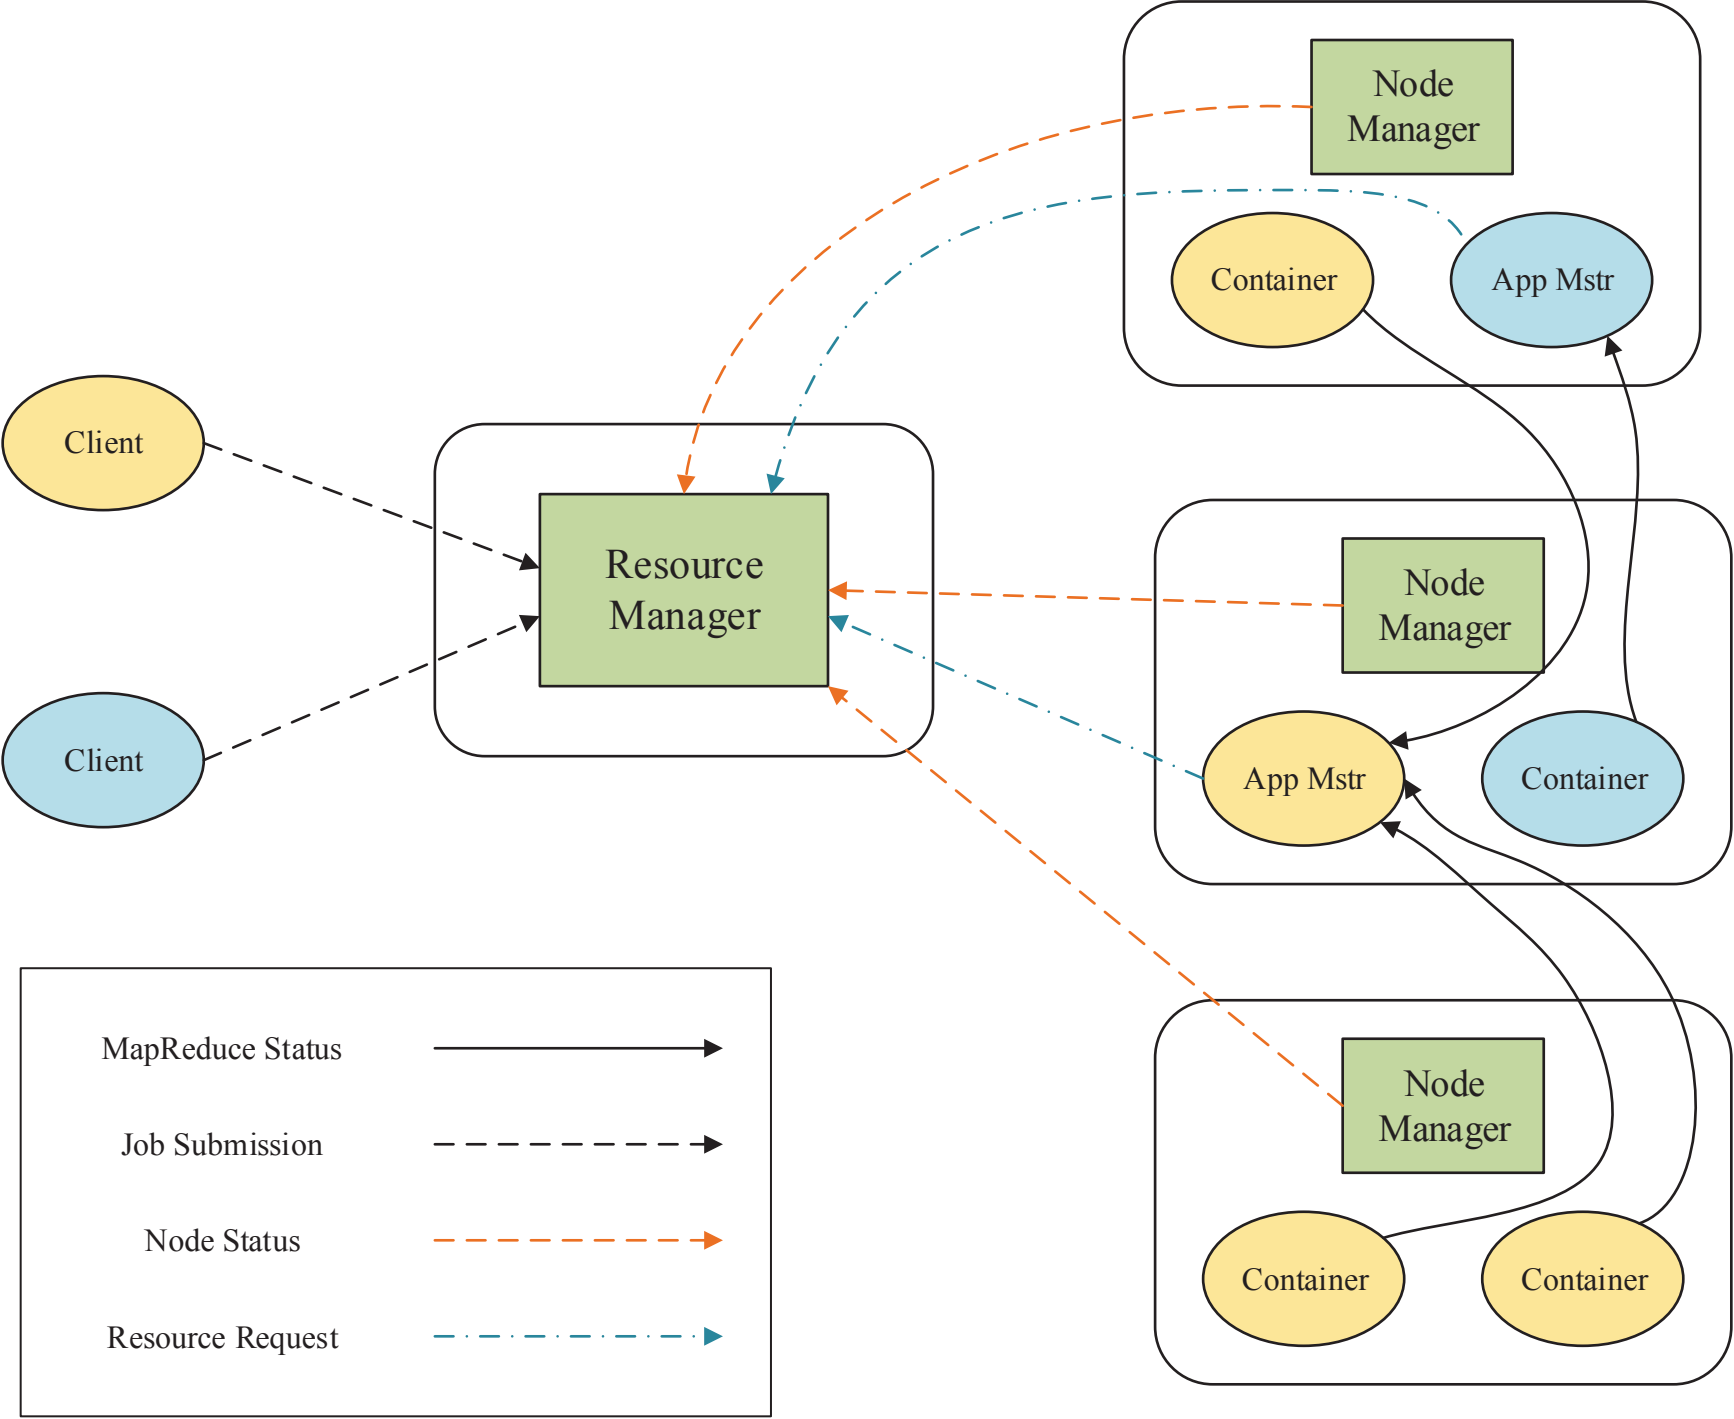 Node
Manager
Container
App Mstr
Client
Resource
Manager
Node
Manager
Client
App Mstr
Container
MapReduce Status
Job Submission
Node Status
Resource Request
Node
Manager
Container
Container